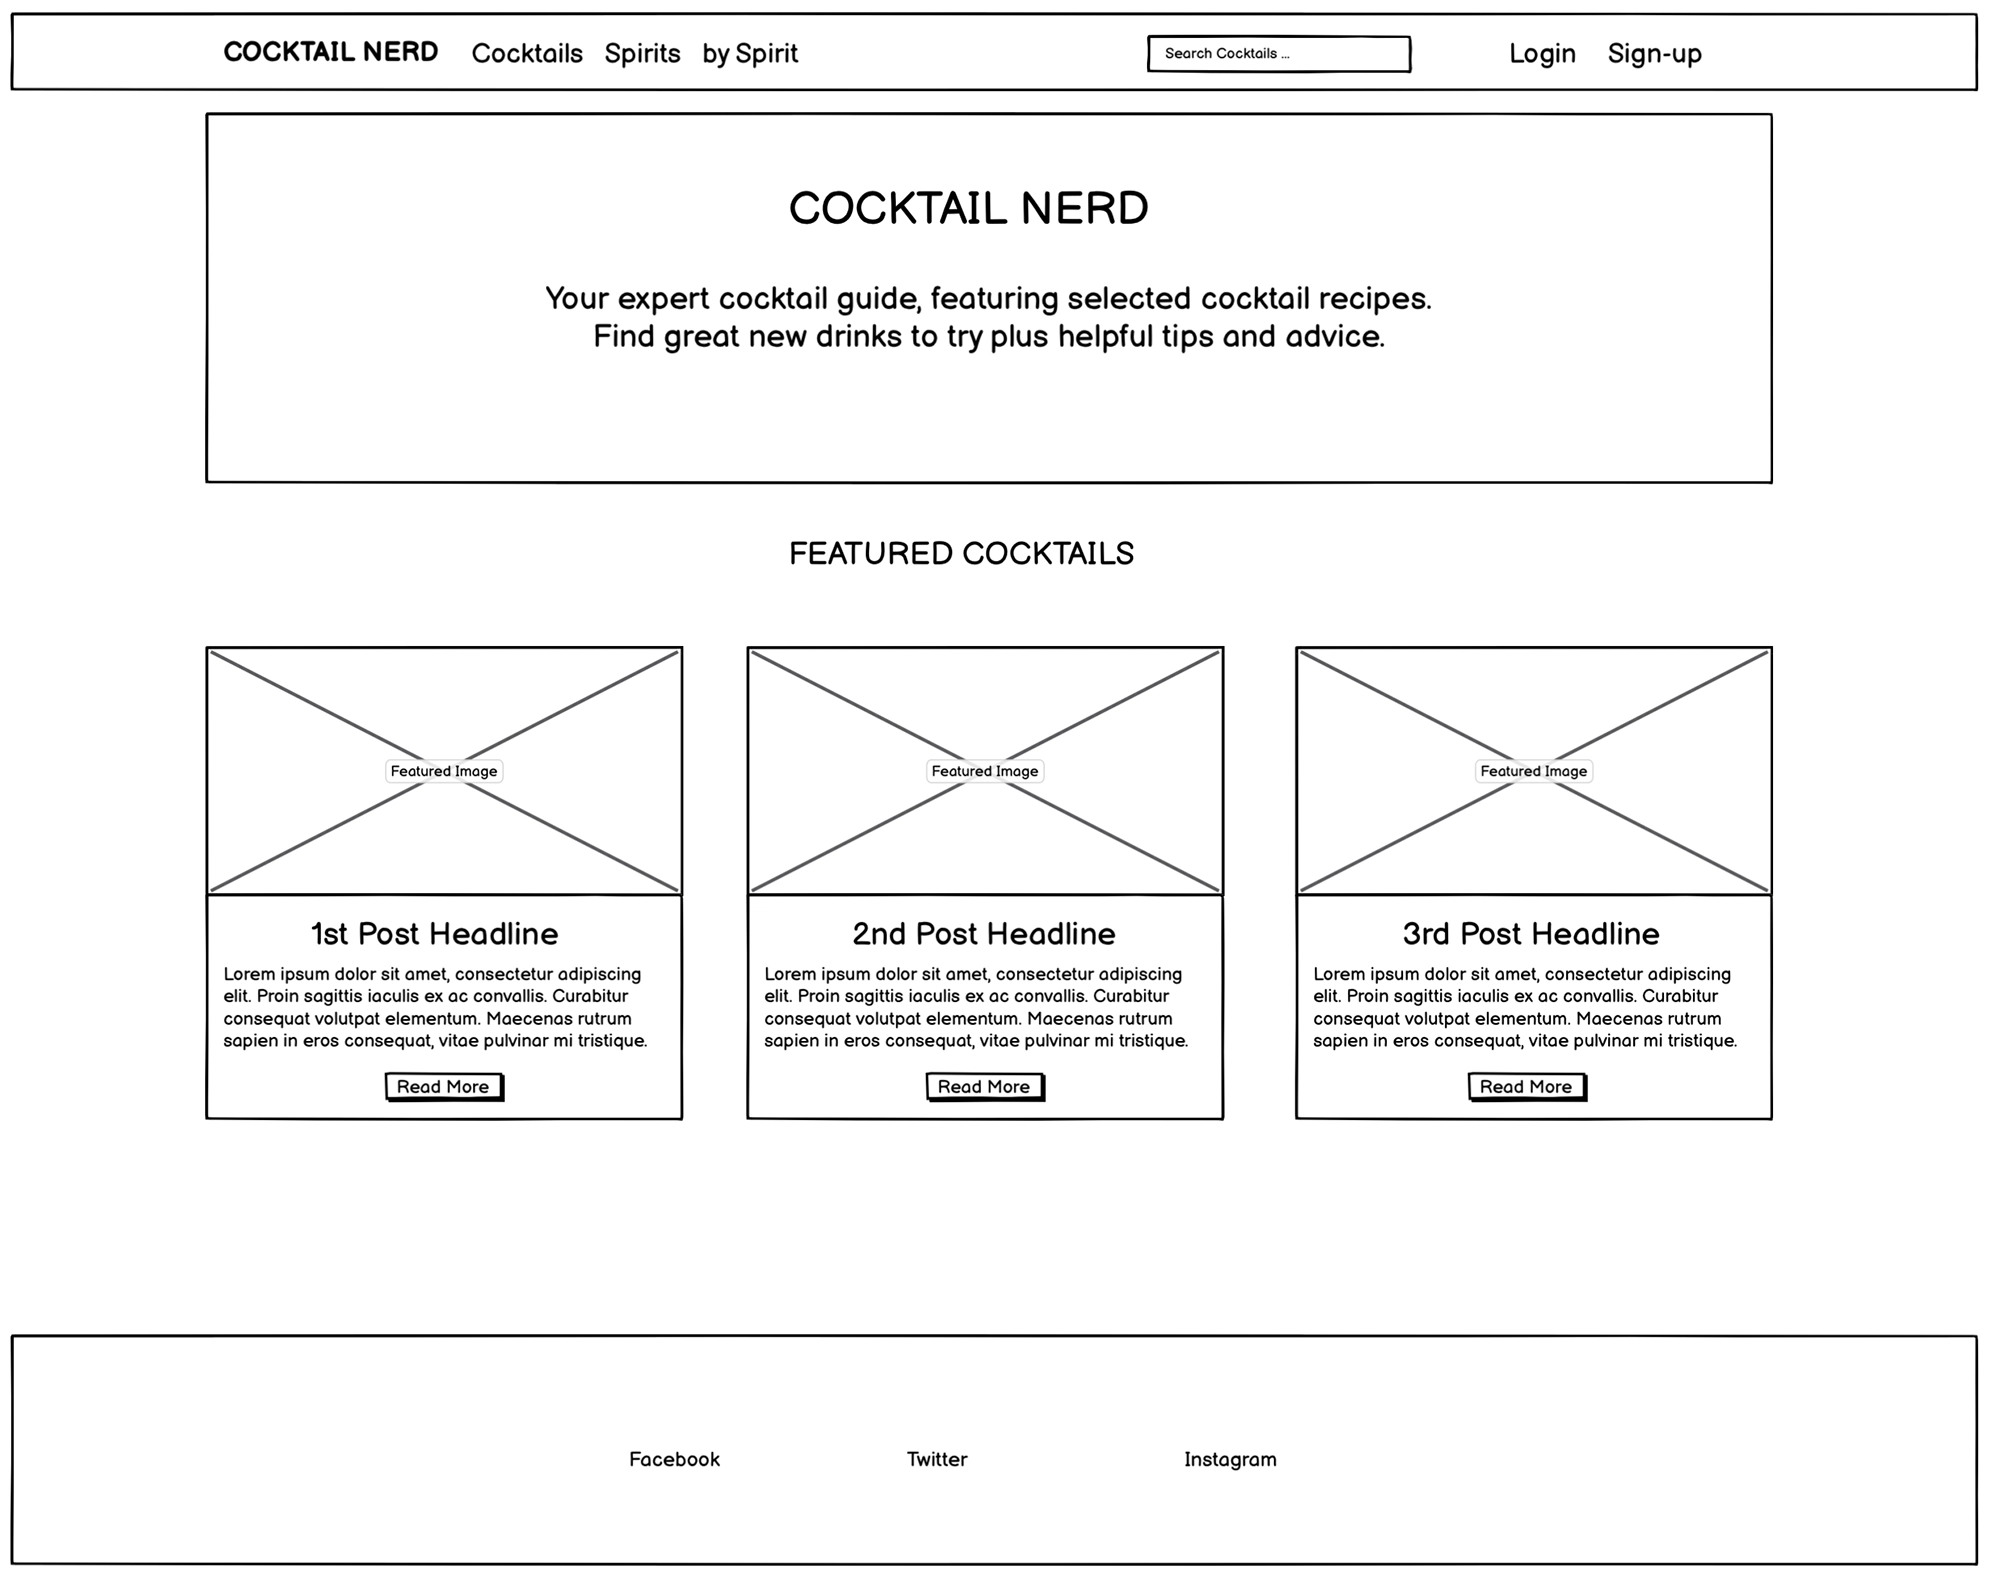 COCKTAIL NERD Cocktails Spirits by Spirit Search Cocktails ... Login Sign-up
COCKTAIL NERD
Your expert cocktail guide, featuring selected cocktail recipes.
Find great new drinks to try plus helpful tips and advice.
FEATURED COCKTAILS
Featured Image
1st Post Headline
Lorem ipsum dolor sit amet, consectetur adipiscing
elit. Proin sagittis iaculis ex ac convallis. Curabitur
consequat volutpat elementum. Maecenas rutrum
sapien in eros consequat, vitae pulvinar mi tristique.
Read More
Featured Image
2nd Post Headline
Lorem ipsum dolor sit amet, consectetur adipiscing
elit. Proin sagittis iaculis ex ac convallis. Curabitur
consequat volutpat elementum. Maecenas rutrum
sapien in eros consequat, vitae pulvinar mi tristique.
Read More
Featured Image
3rd Post Headline
Lorem ipsum dolor sit amet, consectetur adipiscing
elit. Proin sagittis iaculis ex ac convallis. Curabitur
consequat volutpat elementum. Maecenas rutrum
sapien in eros consequat, vitae pulvinar mi tristique.
Read More
Facebook Twitter Instagram